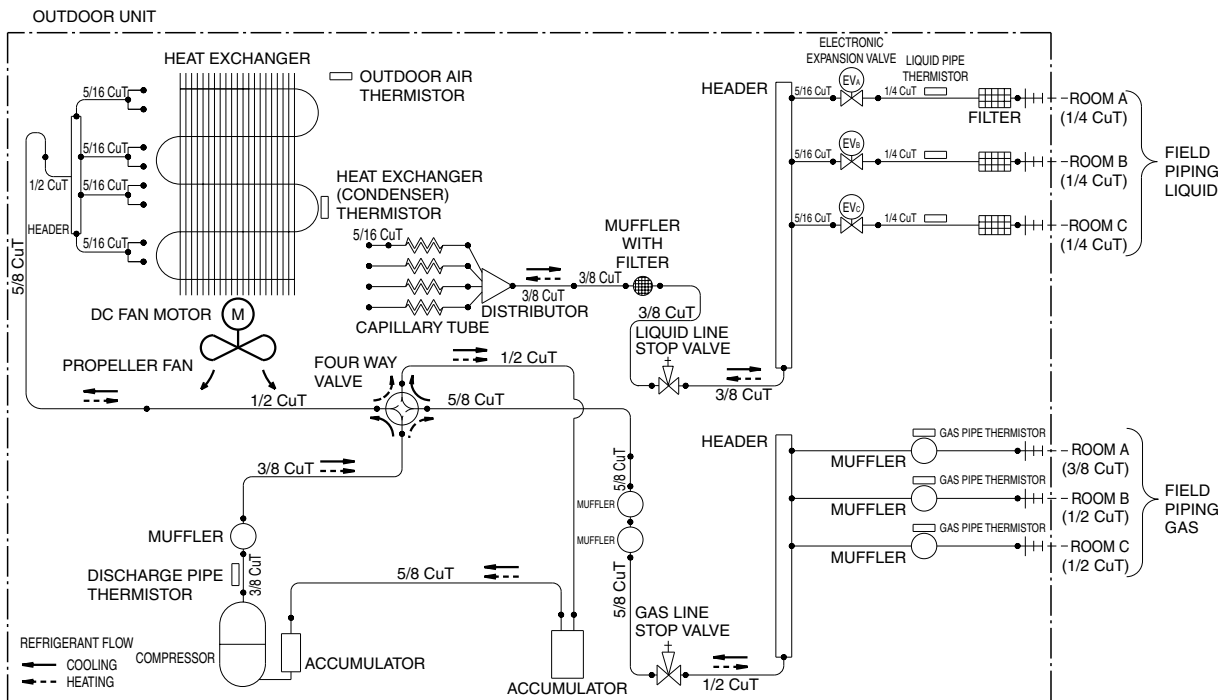 OUTDOOR UNIT
HEAT EXCHANGER
OUTDOOR AIR
THERMISTOR
5/16 CuT
5/16 CuT
5/16 CuT
5/16 CuT
1/2 CuT
HEADER
5/8 CuT
HEAT EXCHANGER
(CONDENSER)
THERMISTOR
5/16 CuT
CAPILLARY TUBE
DISTRIBUTOR
3/8 CuT
3/8 CuT
MUFFLER
WITH
FILTER
3/8 CuT
LIQUID LINE
STOP VALVE
3/8 CuT
HEADER
ELECTRONIC
EXPANSION VALVE
LIQUID PIPE
THERMISTOR
5/16 CuT
EVA
1/4 CuT
FILTER
ROOM A
(1/4 CuT)
5/16 CuT
EVB
1/4 CuT
ROOM B
(1/4 CuT)
5/16 CuT
EVC
1/4 CuT
ROOM C
(1/4 CuT)
FIELD
PIPING
LIQUID
DC FAN MOTOR
M
PROPELLER FAN
FOUR WAY
VALVE
1/2 CuT
1/2 CuT
5/8 CuT
3/8 CuT
MUFFLER
DISCHARGE PIPE
THERMISTOR
3/8 CuT
COMPRESSOR
ACCUMULATOR
5/8 CuT
ACCUMULATOR
5/8 CuT
MUFFLER
MUFFLER
5/8 CuT
GAS LINE
STOP VALVE
1/2 CuT
HEADER
GAS PIPE THERMISTOR
MUFFLER
ROOM A
(3/8 CuT)
GAS PIPE THERMISTOR
MUFFLER
ROOM B
(1/2 CuT)
GAS PIPE THERMISTOR
MUFFLER
ROOM C
(1/2 CuT)
FIELD
PIPING
GAS
REFRIGERANT FLOW
COOLING
HEATING